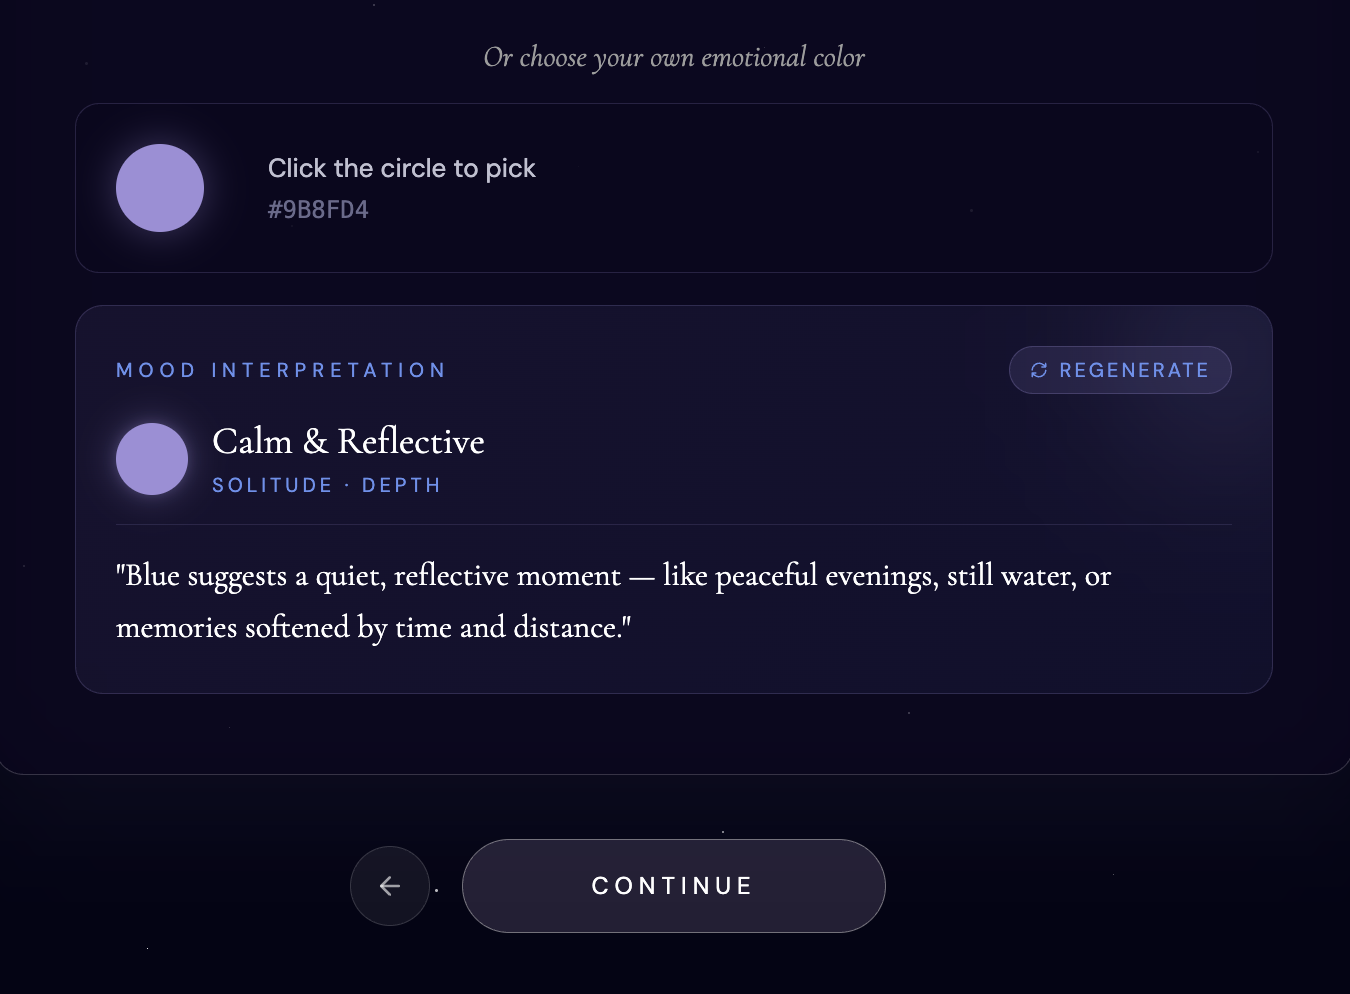 Or choose your own emotional color
Click the circle to pick
#9B8FD4
MOOD INTERPRETATION
REGENERATE
Calm & Reflective
SOLITUDE · DEPTH
"Blue suggests a quiet, reflective moment — like peaceful evenings, still water, or
memories softened by time and distance."
CONTINUE